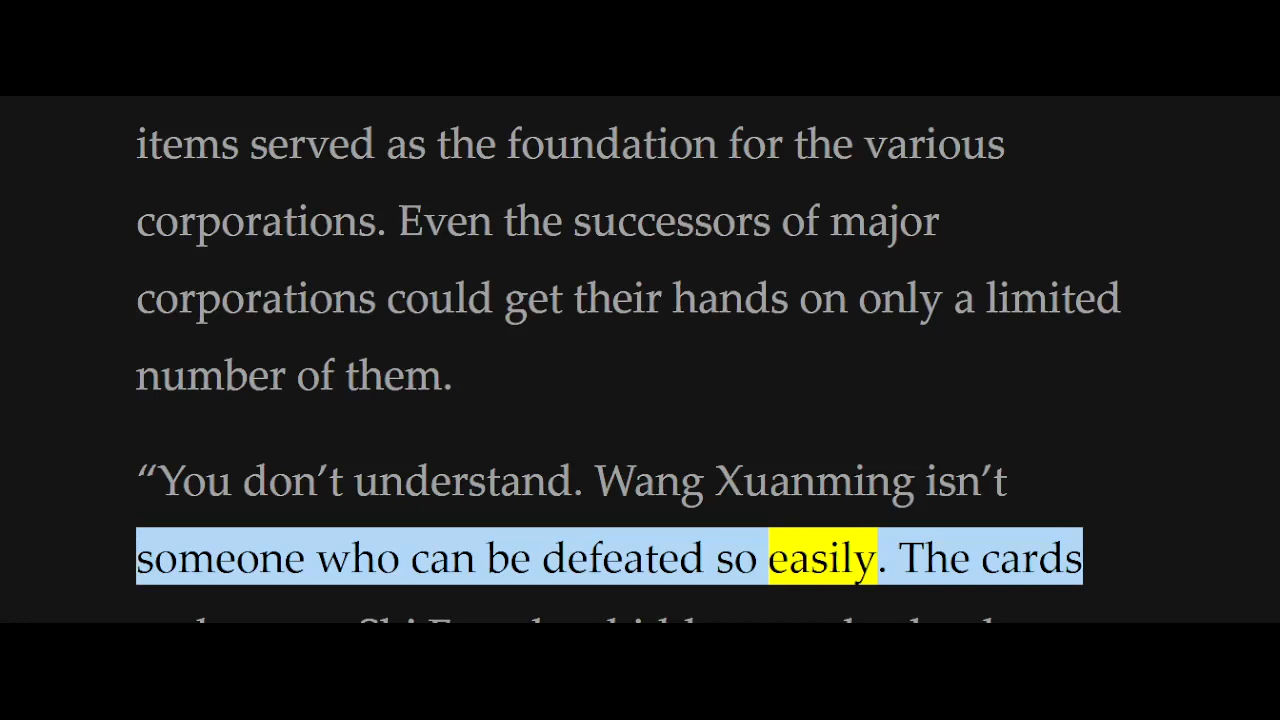 items served as the foundation for the various
corporations. Even the successors of major
corporations could get their hands on only a limited
number of them.
“You don’t understand. Wang Xuanming isn’t
someone who can be defeated so easily. The cards